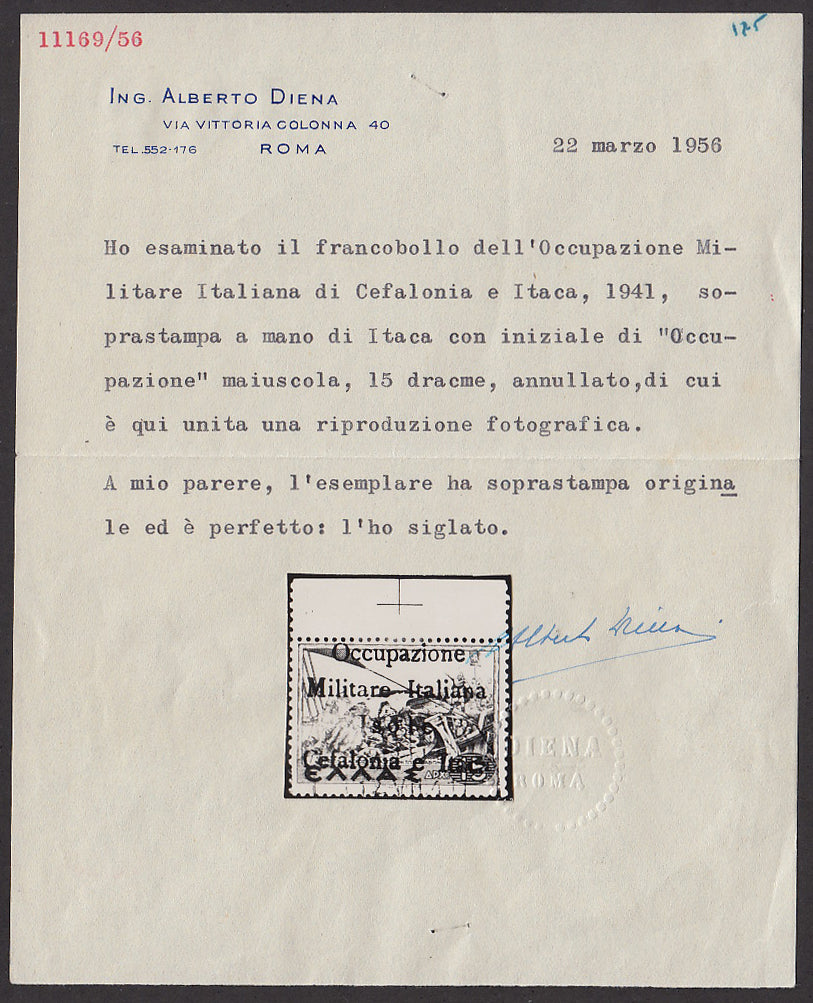 11169/56
175
ING. ALBERTO DIENA
VIA VITTORIA COLONNA 40
TEL.552-176 ROMA
22 marzo 1956
Ho esaminato il francobollo dell'Occupazione Mi-
litare Italiana di Cefalonia e Itaca, 1941, so-
prastampa a mano di Itaca con iniziale di "Occu-
pazione" maiuscola, 15 dracme, annullato,di cui
è qui unita una riproduzione fotografica.
A mio parere, l'esemplare ha soprastampa origina
le ed è perfetto: l'ho siglato.
Alberto Diena
Occupazione
Militare Italiana
Isole
Cefalonia e
ΕΛΛΑΣ ΔΡΧ 15
DIENA
ROMA